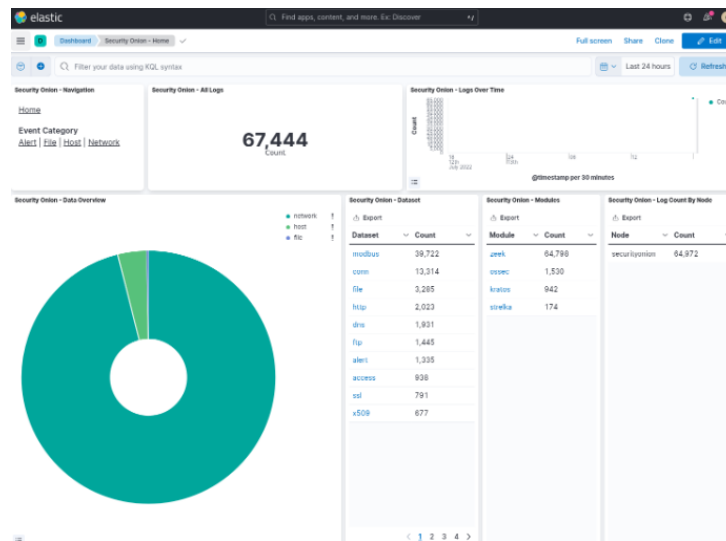 elastic
Find apps, content, and more. Ex: Discover
D
Dashboard
Security Onion - Home
Full screen
Share
Clone
Edit
Filter your data using KQL syntax
Last 24 hours
Refresh
Security Onion - Navigation
Home
Event Category
Alert | File | Host | Network
Security Onion - All Logs
67,444
Count
Security Onion - Logs Over Time
Count
July 2022
@timestamp per 30 minutes
Security Onion - Data Overview
network
host
file
Security Onion - Dataset
Export
Dataset Count
modbus 39,722
conn 13,314
file 3,285
http 2,023
dns 1,931
ftp 1,445
alert 1,335
access 938
ssl 791
x509 677
1 2 3 4
Security Onion - Modules
Export
Module Count
zeek 64,798
ossec 1,530
kratos 942
strelka 174
Security Onion - Log Count By Node
Export
Node Count
securityonion 64,972